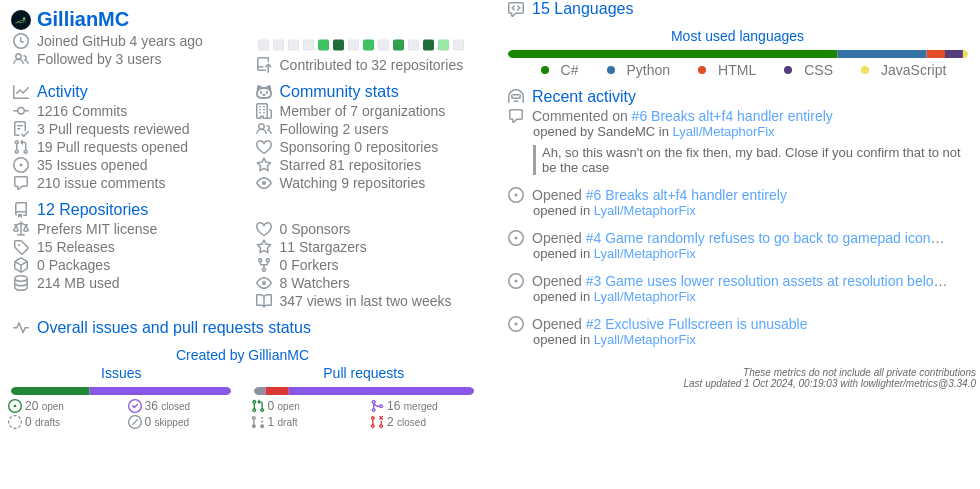 GillianMC
Joined GitHub 4 years ago
Followed by 3 users
Contributed to 32 repositories
Activity
1216 Commits
3 Pull requests reviewed
19 Pull requests opened
35 Issues opened
210 issue comments
Community stats
Member of 7 organizations
Following 2 users
Sponsoring 0 repositories
Starred 81 repositories
Watching 9 repositories
12 Repositories
Prefers MIT license
15 Releases
0 Packages
214 MB used
0 Sponsors
11 Stargazers
0 Forkers
8 Watchers
347 views in last two weeks
Overall issues and pull requests status
Created by GillianMC
Issues
20 open
36 closed
0 drafts
0 skipped
Pull requests
0 open
16 merged
1 draft
2 closed
15 Languages
Most used languages
C# Python HTML CSS JavaScript
Recent activity
Commented on #6 Breaks alt+f4 handler entirely
opened by SandeMC in Lyall/MetaphorFix
Ah, so this wasn't on the fix then, my bad. Close if you confirm that to not
be the case
Opened #6 Breaks alt+f4 handler entirely
opened in Lyall/MetaphorFix
Opened #4 Game randomly refuses to go back to gamepad icon…
opened in Lyall/MetaphorFix
Opened #3 Game uses lower resolution assets at resolution belo…
opened in Lyall/MetaphorFix
Opened #2 Exclusive Fullscreen is unusable
opened in Lyall/MetaphorFix
These metrics do not include all private contributions
Last updated 1 Oct 2024, 00:19:03 with lowlighter/metrics@3.34.0